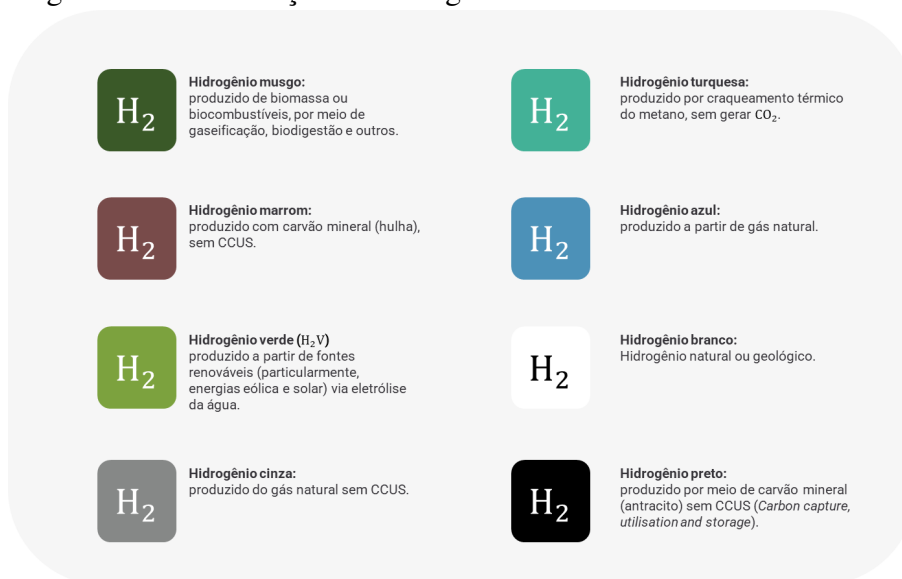 H₂
Hidrogênio musgo:
produzido de biomassa ou
biocombustíveis, por meio de
gaseificação, biodigestão e outros.
H₂
Hidrogênio turquesa:
produzido por craqueamento térmico
do metano, sem gerar CO₂.
H₂
Hidrogênio marrom:
produzido com carvão mineral (hulha),
sem CCUS.
H₂
Hidrogênio azul:
produzido a partir de gás natural.
H₂
Hidrogênio verde (H₂V)
produzido a partir de fontes
renováveis (particularmente,
energias eólica e solar) via eletrólise
da água.
H₂
Hidrogênio branco:
Hidrogênio natural ou geológico.
H₂
Hidrogênio cinza:
produzido do gás natural sem CCUS.
H₂
Hidrogênio preto:
produzido por meio de carvão mineral
(antracito) sem CCUS (Carbon capture,
utilisation and storage).